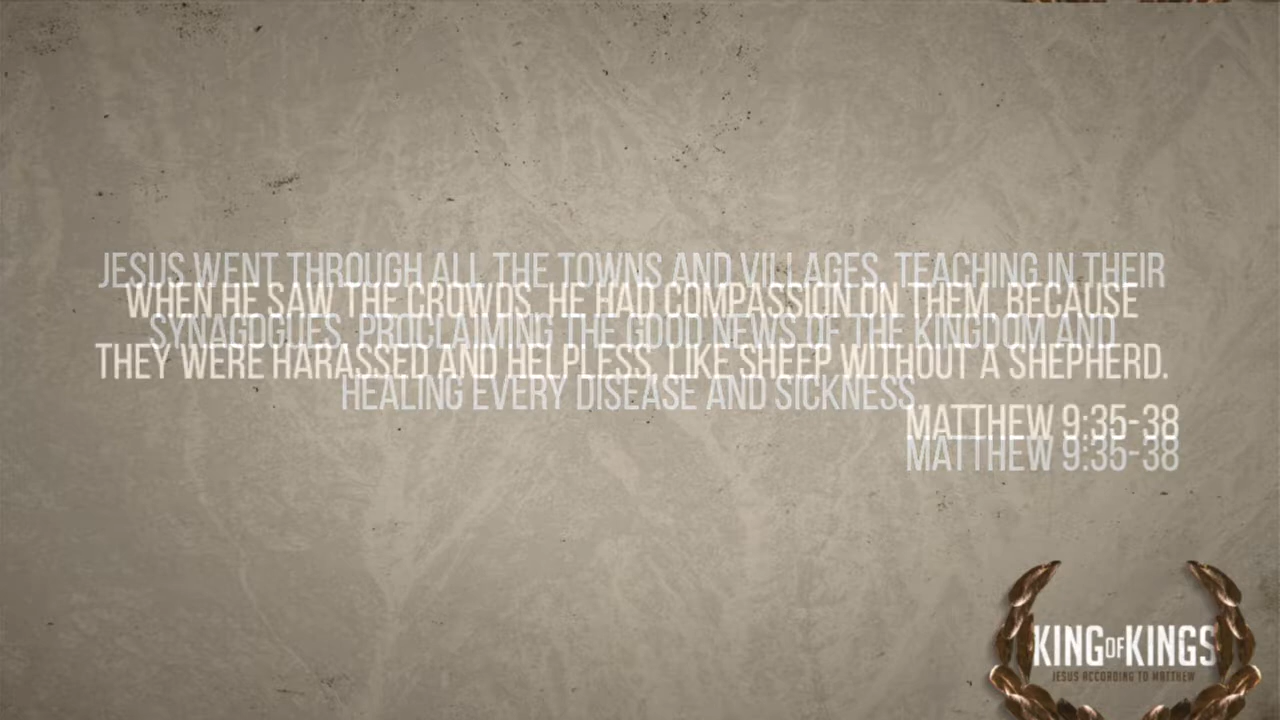 JESUS WENT THROUGH ALL THE TOWNS AND VILLAGES, TEACHING IN THEIR
WHEN HE SAW THE CROWDS, HE HAD COMPASSION ON THEM, BECAUSE
SYNAGOGUES, PROCLAIMING THE GOOD NEWS OF THE KINGDOM AND
THEY WERE HARASSED AND HELPLESS, LIKE SHEEP WITHOUT A SHEPHERD.
HEALING EVERY DISEASE AND SICKNESS
MATTHEW 9:35-38
MATTHEW 9:35-38
KING OF KINGS
JESUS ACCORDING TO MATTHEW